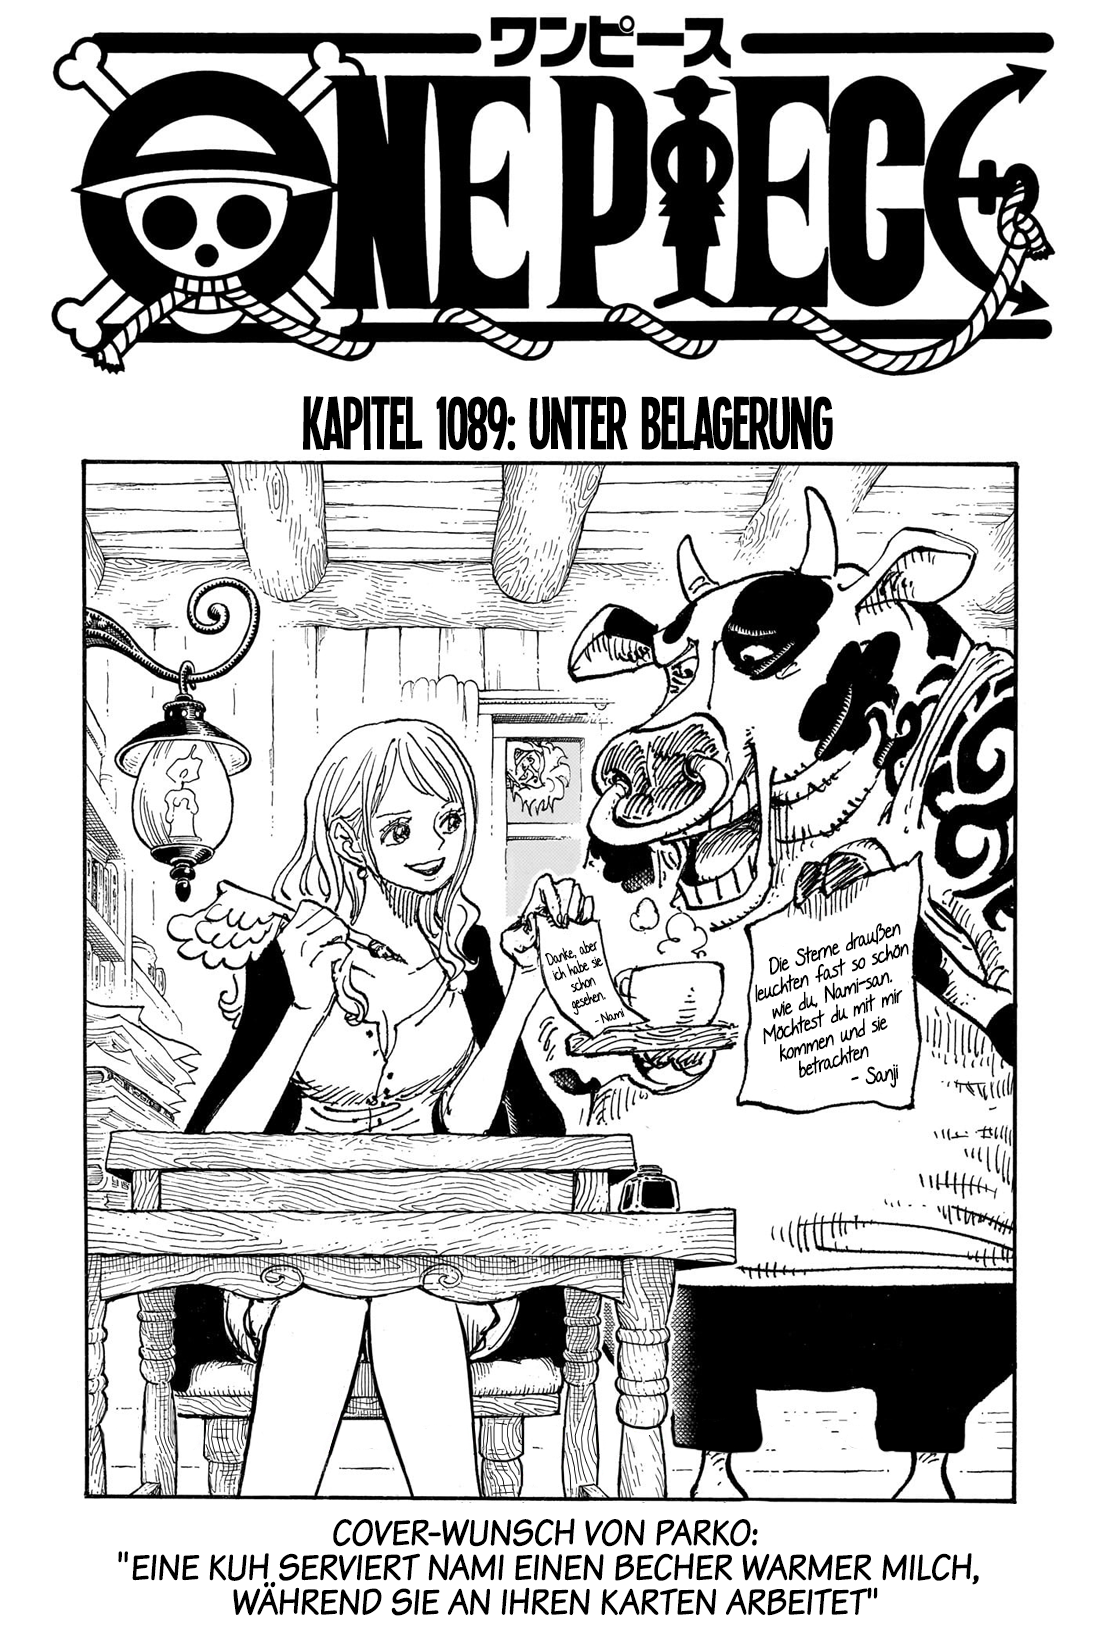 ワンピース
ONE PIECE
KAPITEL 1089: UNTER BELAGERUNG
Danke, aber
ich habe sie
schon
gesehen.
- Nami
Die Sterne draußen
leuchten fast so schön
wie du, Nami-san.
Möchtest du mit mir
kommen und sie
betrachten
- Sanji
COVER-WUNSCH VON PARKO:
"EINE KUH SERVIERT NAMI EINEN BECHER WARMER MILCH,
WÄHREND SIE AN IHREN KARTEN ARBEITET"